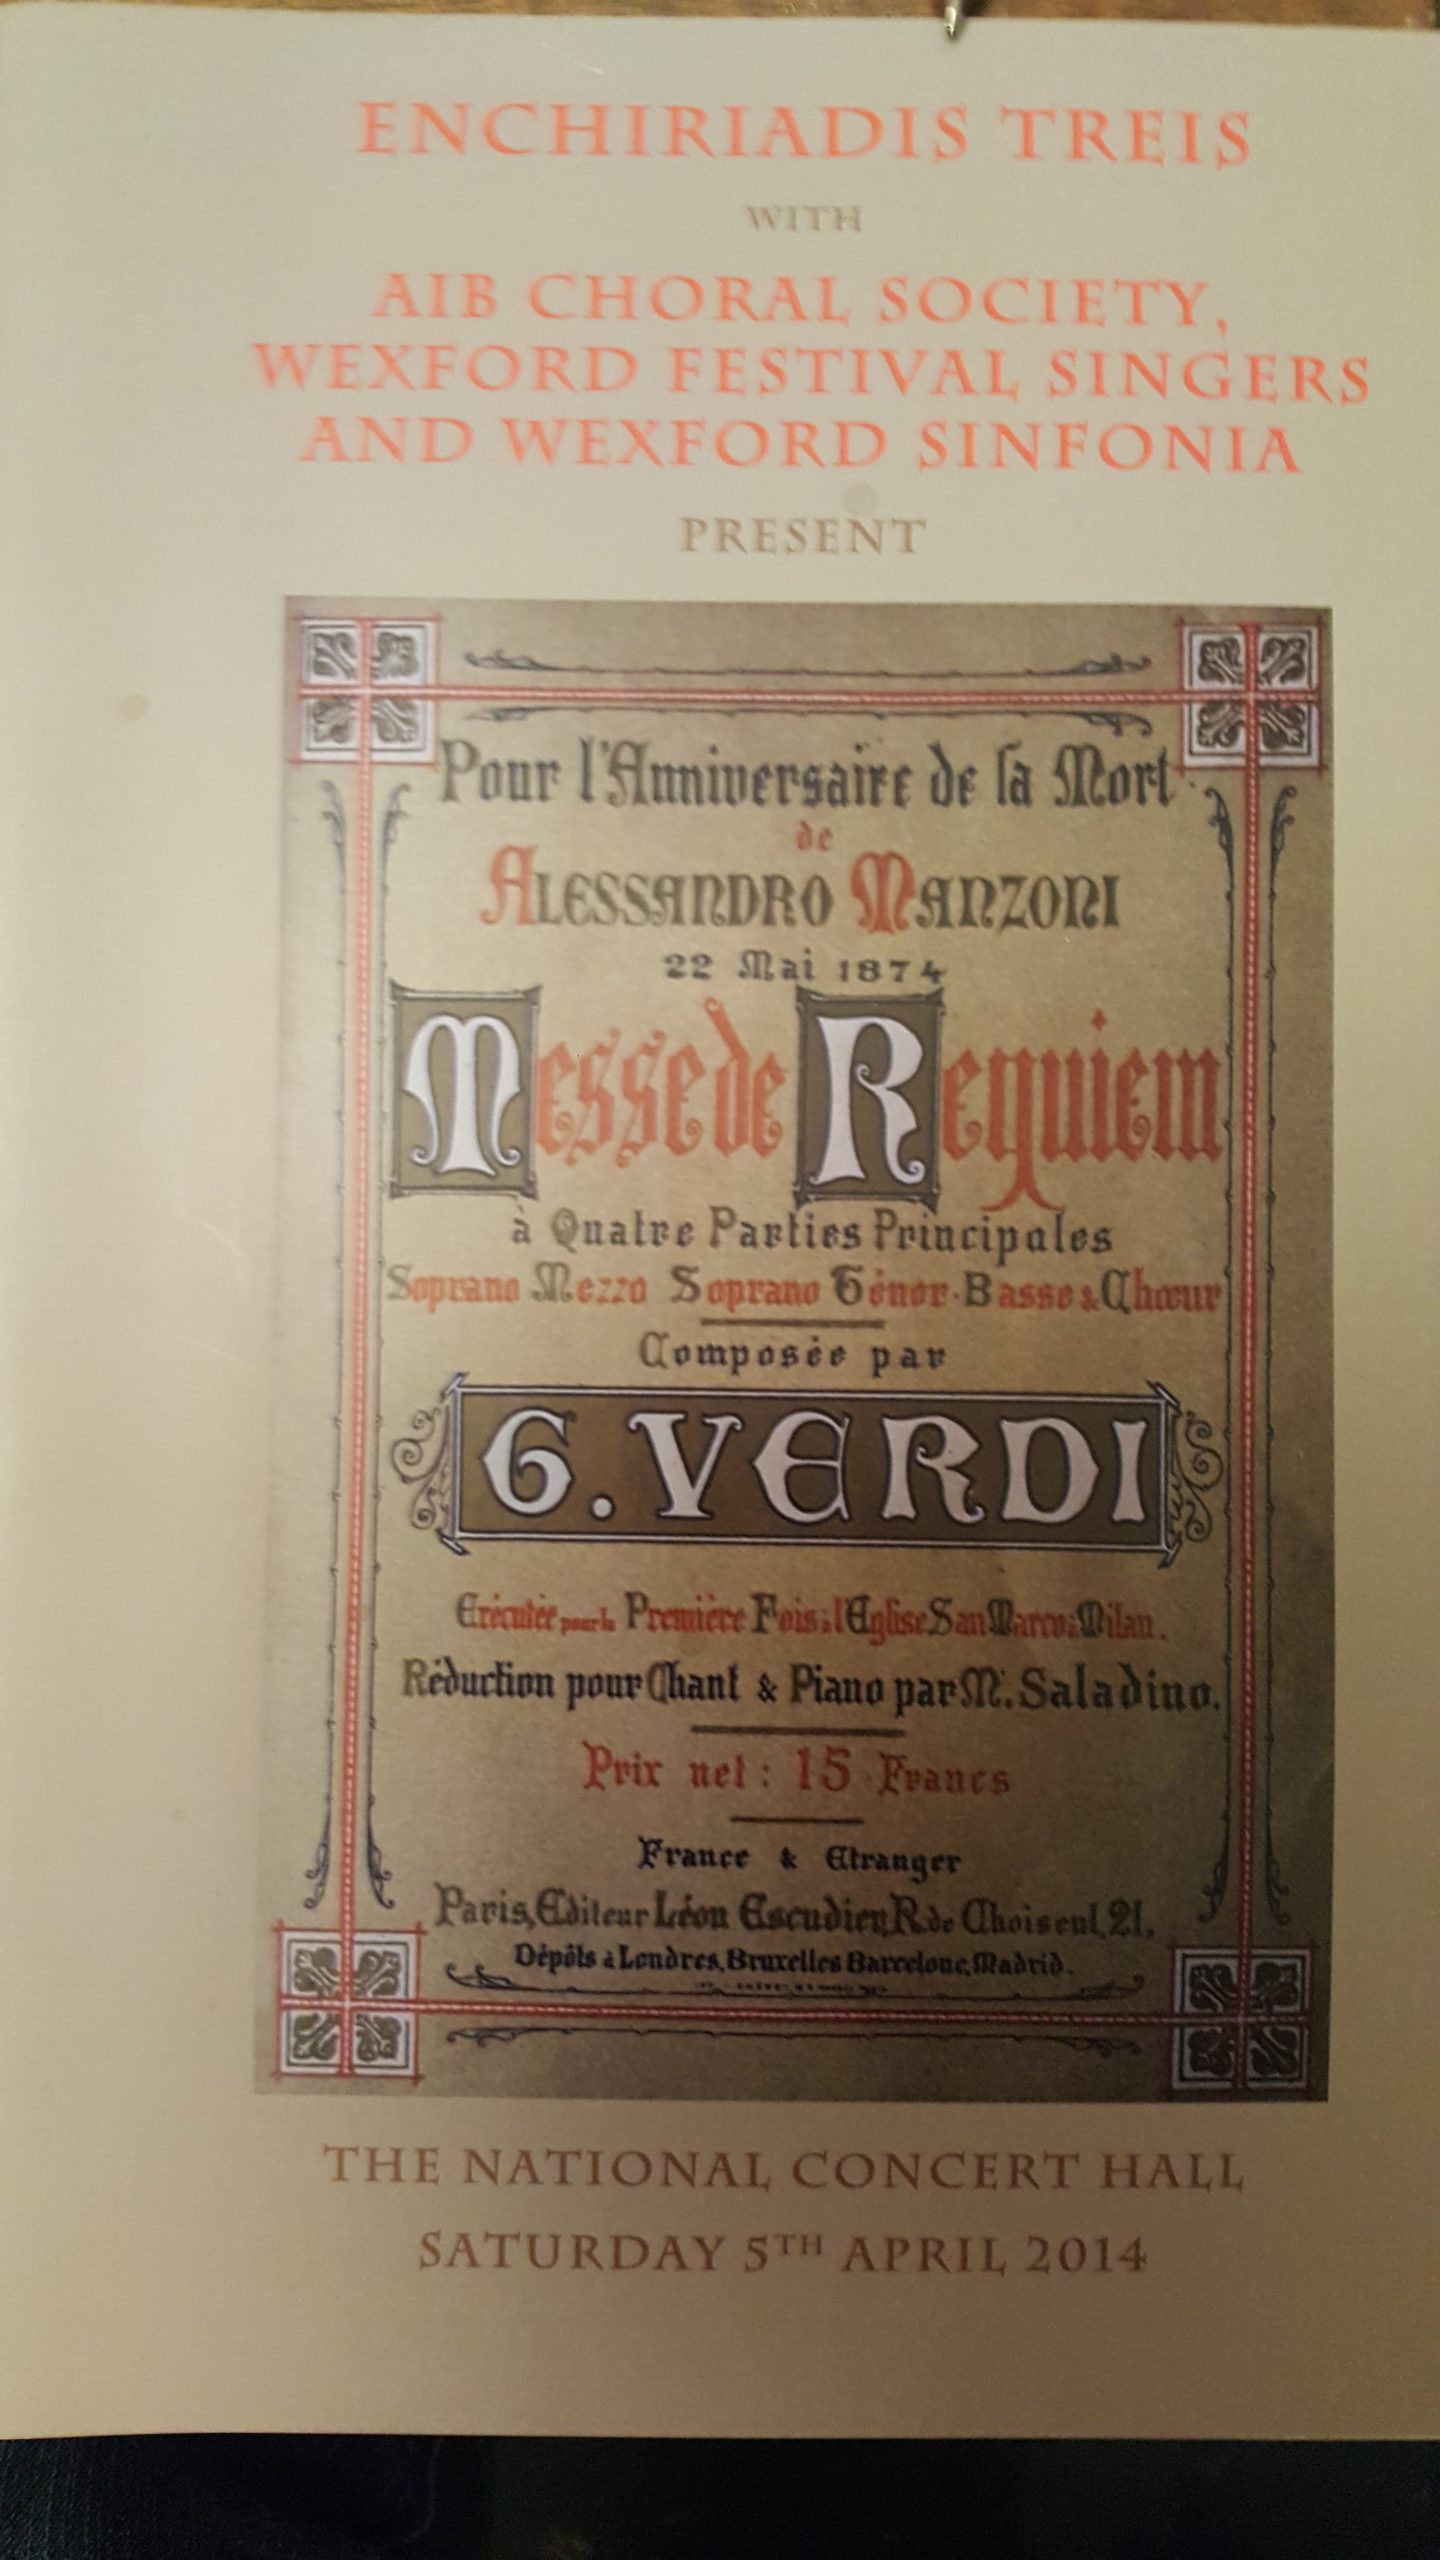 ENCHIRIADIS TREIS
WITH
AIB CHORAL SOCIETY,
WEXFORD FESTIVAL SINGERS
AND WEXFORD SINFONIA
PRESENT
Pour l'Anniversaire de la Mort
de
ALESSANDRO MANZONI
22 Mai 1874
Messe de Requiem
à Quatre Parties Principales
Soprano Mezzo Soprano Ténor-Basse & Chœur
Composée par
G. VERDI
Exécutée pour la Première Fois à l'Eglise San Marco à Milan.
Réduction pour Chant & Piano par M. Saladino.
Prix net: 15 Francs
France & Etranger
Paris, Editeur Léon Escudier, R. de Choiseul, 21,
Dépôts à Londres, Bruxelles Barcelone, Madrid.
THE NATIONAL CONCERT HALL
SATURDAY 5TH APRIL 2014